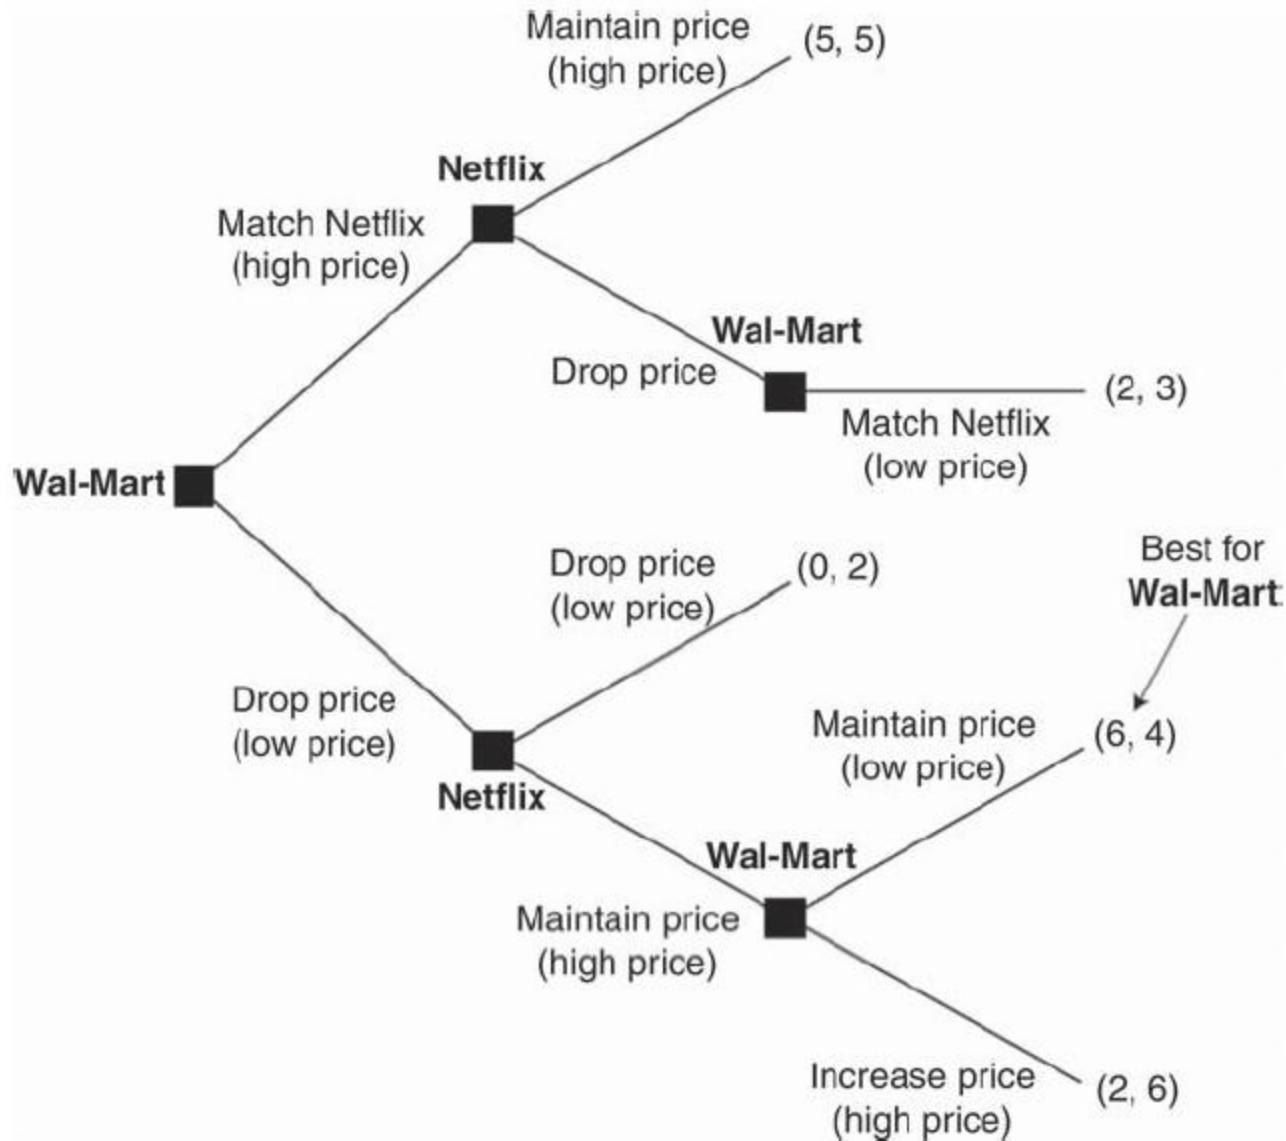 Maintain price
(high price)
(5, 5)
Netflix
Match Netflix
(high price)
Wal-Mart
Drop price
(2, 3)
Match Netflix
(low price)
Wal-Mart
Drop price
(low price)
(0, 2)
Best for
Wal-Mart
Drop price
(low price)
Netflix
Maintain price
(low price)
(6, 4)
Wal-Mart
Maintain price
(high price)
Increase price
(high price)
(2, 6)